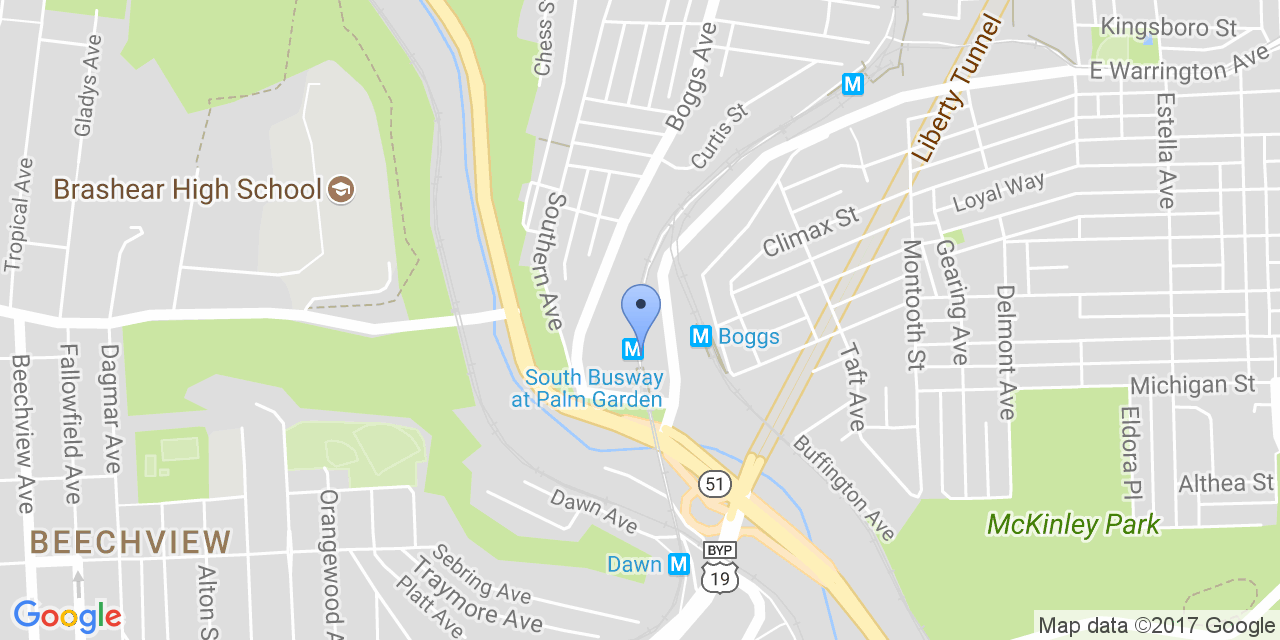 Kingsboro St
E Warrington Ave
Chess S
Gladys Ave
Boggs Ave
Liberty Tunnel
M
Curtis St
Estella Ave
Brashear High School
Tropical Ave
Loyal Way
Southern Ave
Climax St
Montooth St
Gearing Ave
Delmont Ave
M
M Boggs
South Busway
at Palm Garden
Taft Ave
Michigan St
Beechview Ave
Fallowfield Ave
Dagmar Ave
Eldora Pl
Buffington Ave
51
Althea St
Dawn Ave
Orangewood A
McKinley Park
BEECHVIEW
BYP
19
Dawn M
Sebring Ave
Traymore Ave
Platt Ave
Alton S
Google
Map data ©2017 Google